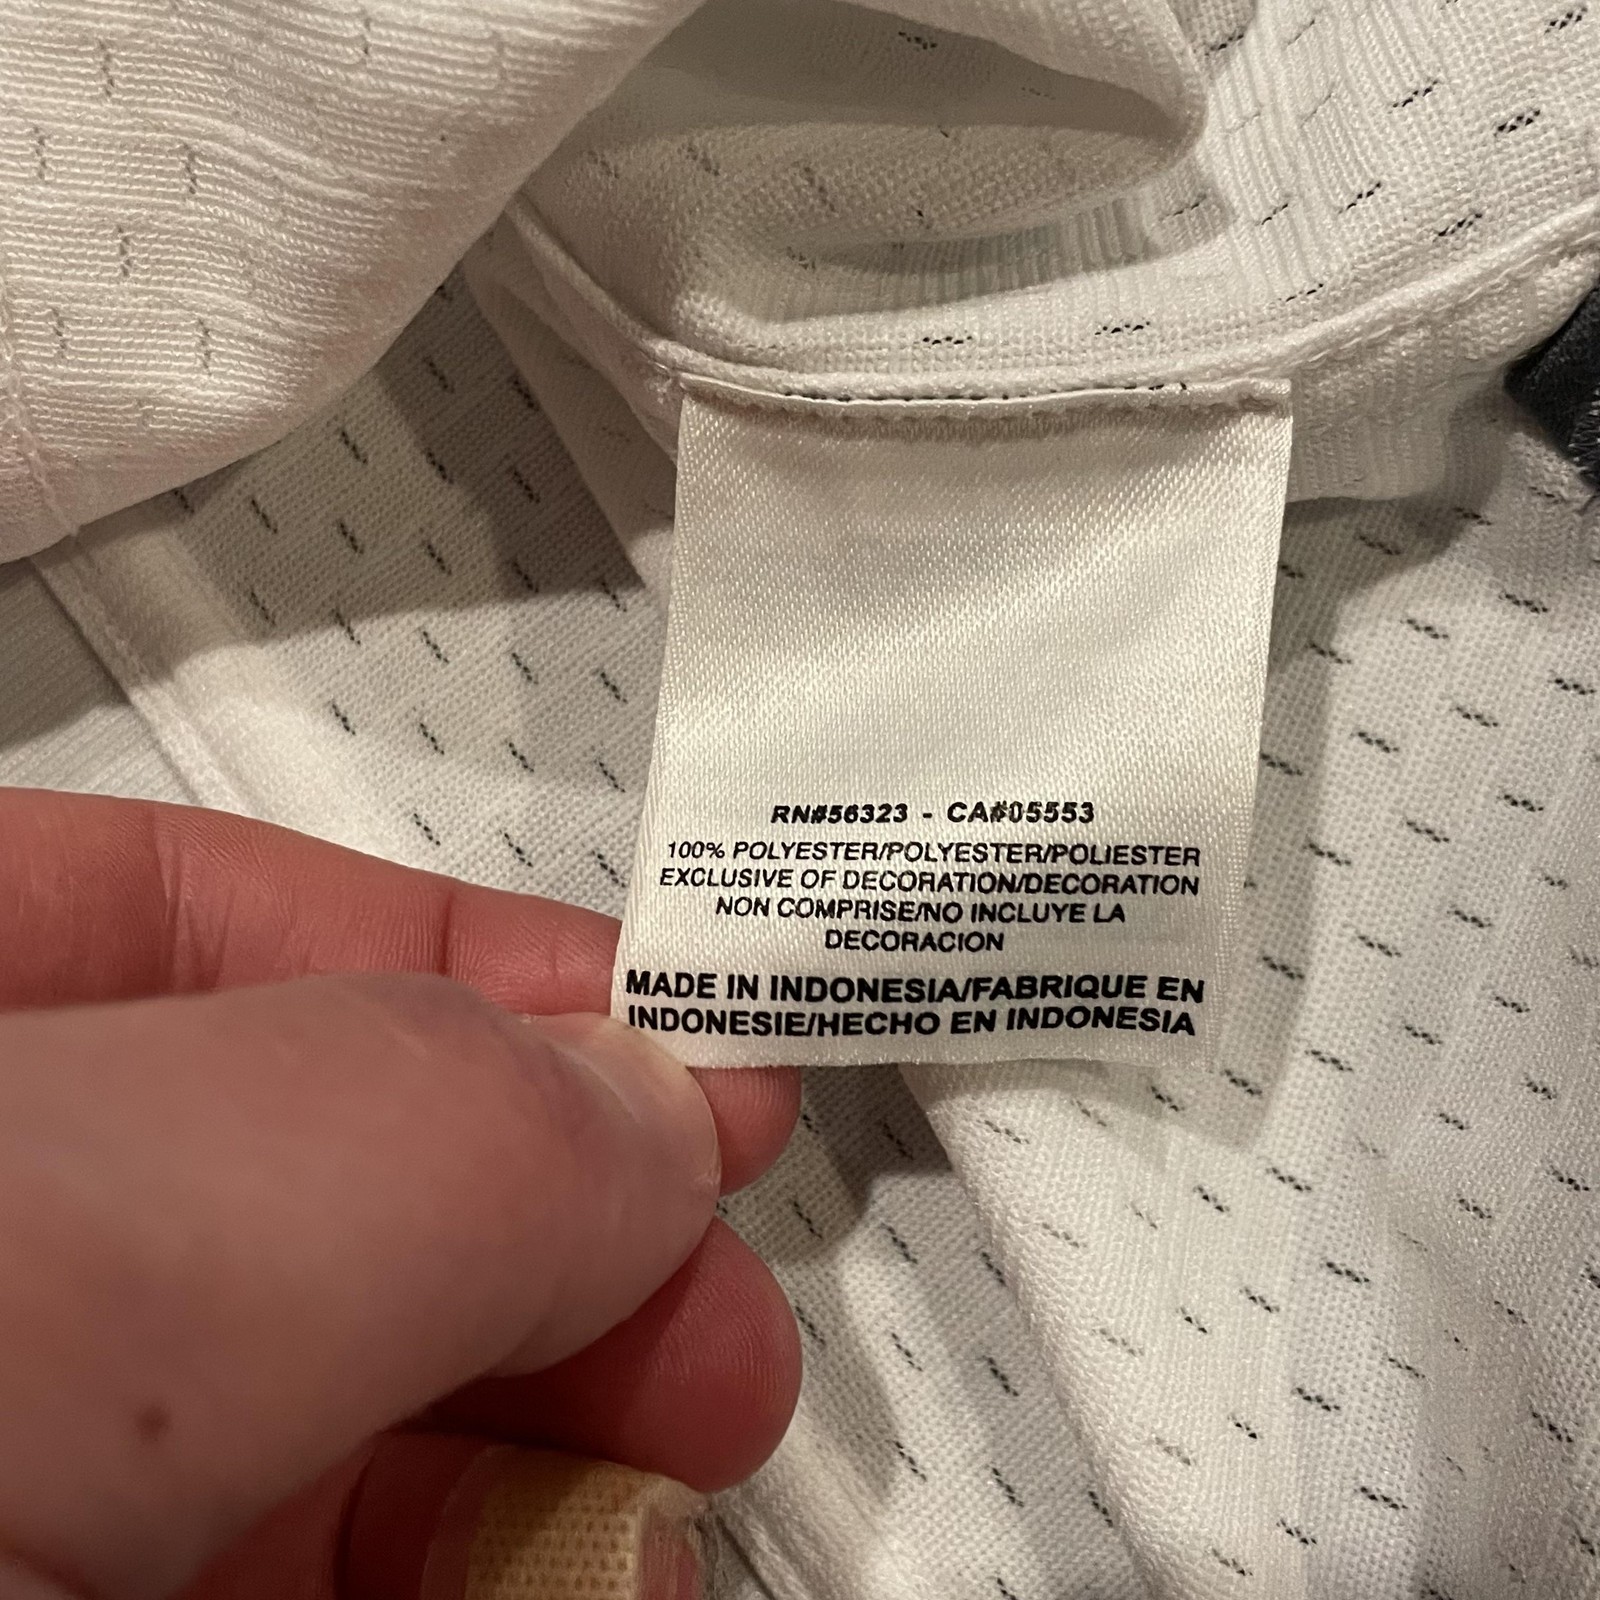 RN#56323 - CA#05553
100% POLYESTER/POLYESTER/POLIESTER
EXCLUSIVE OF DECORATION/DECORATION
NON COMPRISE/NO INCLUYE LA
DECORACION
MADE IN INDONESIA/FABRIQUE EN
INDONESIE/HECHO EN INDONESIA